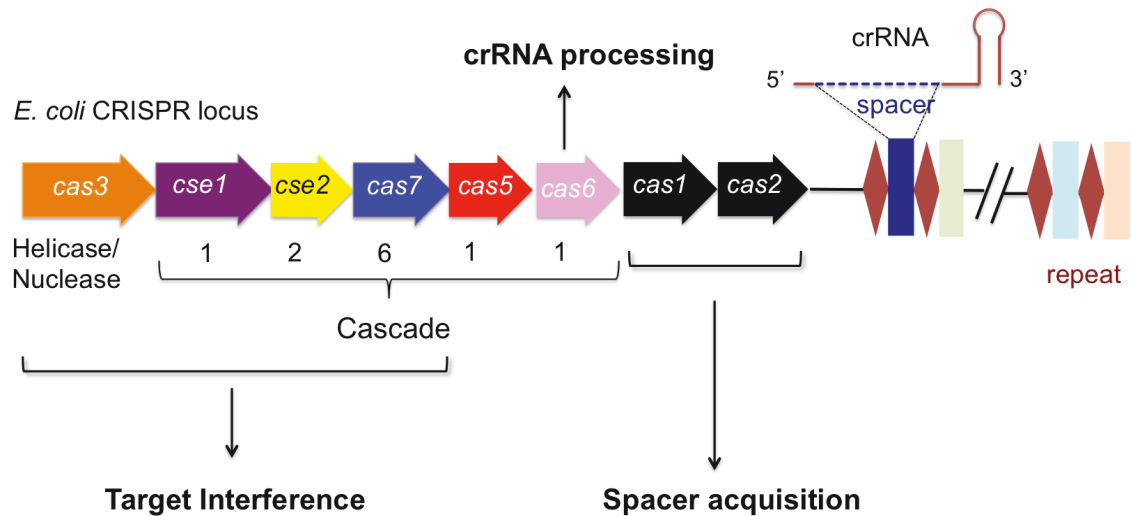 crRNA processing
crRNA
5’
3’
spacer
E. coli CRISPR locus
cas3 cse1 cse2 cas7 cas5 cas6 cas1 cas2
Helicase/
Nuclease
1 2 6 1 1
repeat
Cascade
Target Interference
Spacer acquisition